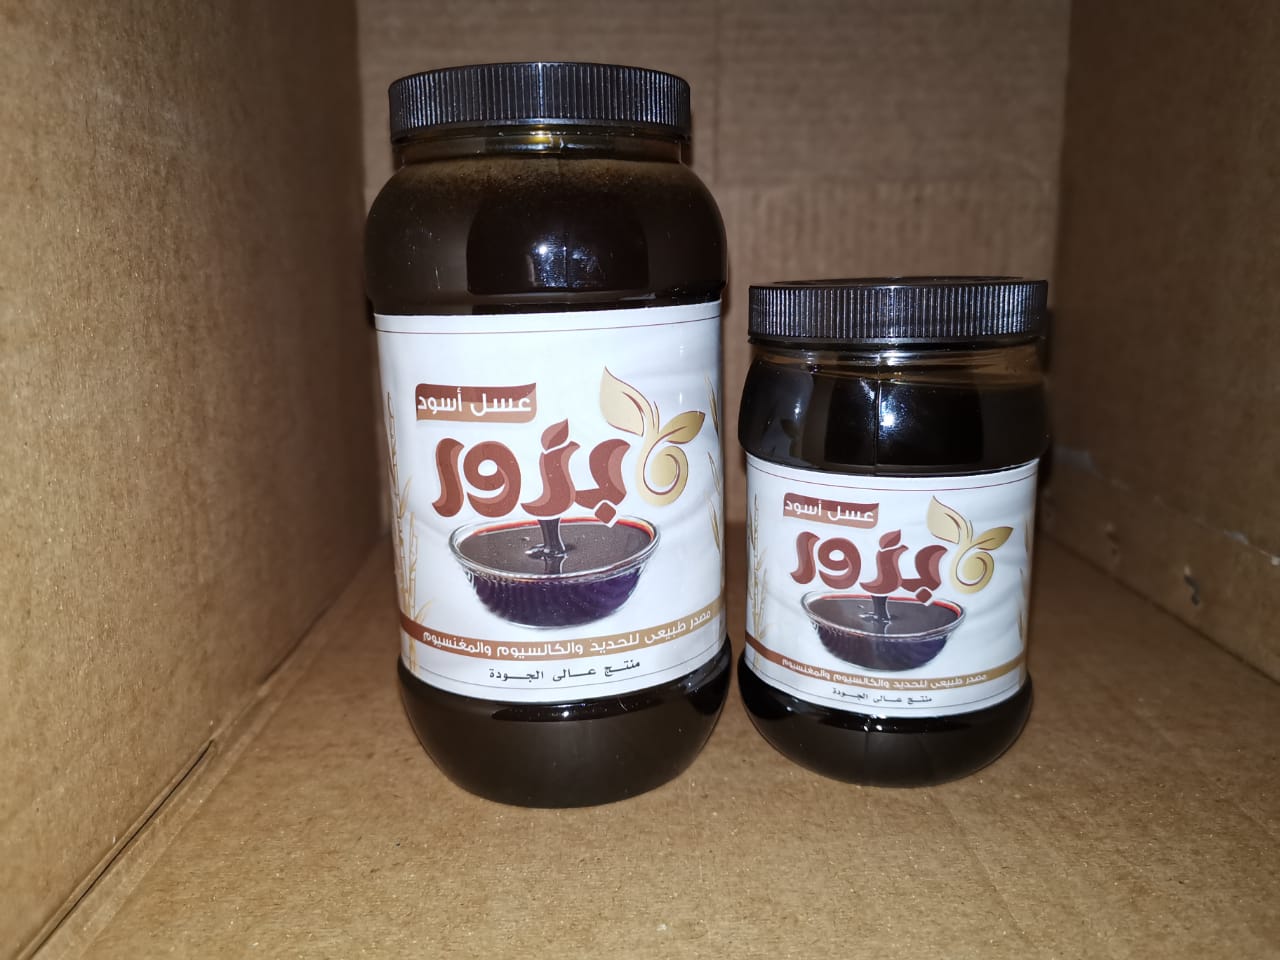 عسل أسود
بزور
مصدر طبيعى للحديد والكالسيوم والمغنسيوم
منتج عالى الجودة
عسل أسود
بزور
مصدر طبيعى للحديد والكالسيوم والمغنسيوم
منتج عالى الجودة